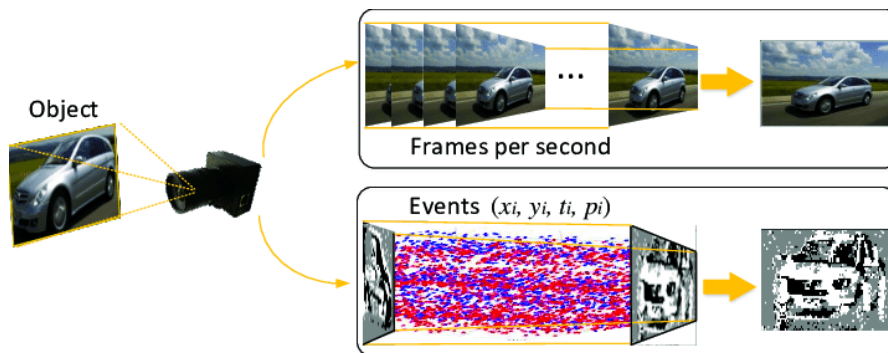 Object
Frames per second
Events (xᵢ, yᵢ, tᵢ, pᵢ)